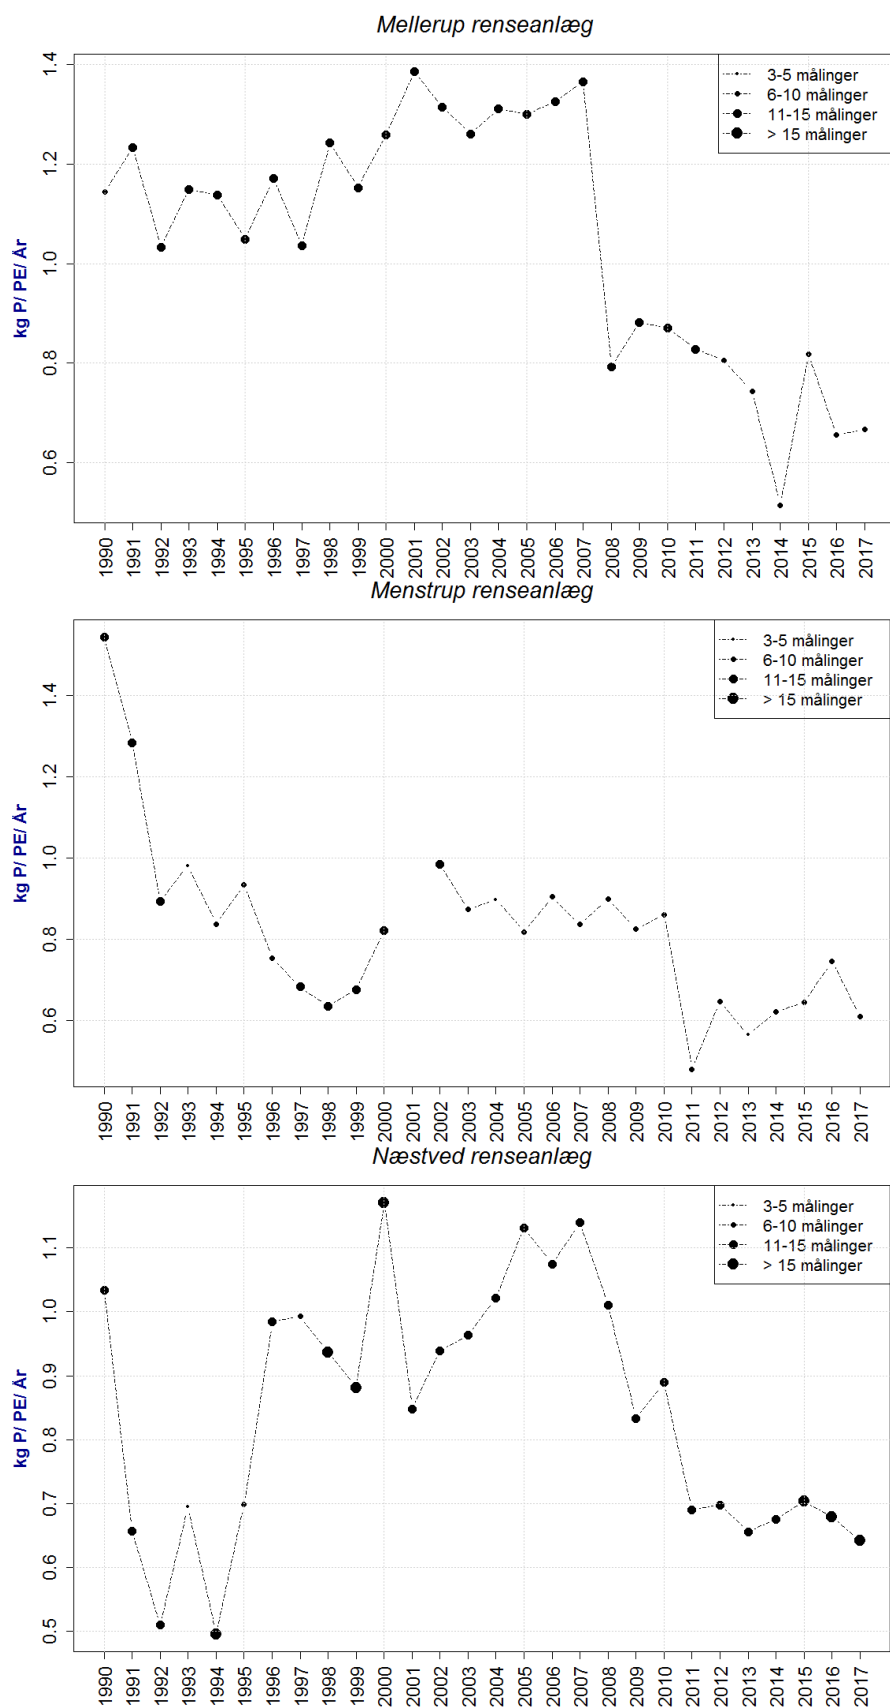 Mellerup renseanlæg
kg P/ PE/ År
1.4
1.2
1.0
0.8
0.6
3-5 målinger
6-10 målinger
11-15 målinger
> 15 målinger
1990 1991 1992 1993 1994 1995 1996 1997 1998 1999 2000 2001 2002 2003 2004 2005 2006 2007 2008 2009 2010 2011 2012 2013 2014 2015 2016 2017
Menstrup renseanlæg
kg P/ PE/ År
1.4
1.2
1.0
0.8
0.6
3-5 målinger
6-10 målinger
11-15 målinger
> 15 målinger
1990 1991 1992 1993 1994 1995 1996 1997 1998 1999 2000 2001 2002 2003 2004 2005 2006 2007 2008 2009 2010 2011 2012 2013 2014 2015 2016 2017
Næstved renseanlæg
kg P/ PE/ År
1.1
1.0
0.9
0.8
0.7
0.6
0.5
3-5 målinger
6-10 målinger
11-15 målinger
> 15 målinger
1990 1991 1992 1993 1994 1995 1996 1997 1998 1999 2000 2001 2002 2003 2004 2005 2006 2007 2008 2009 2010 2011 2012 2013 2014 2015 2016 2017